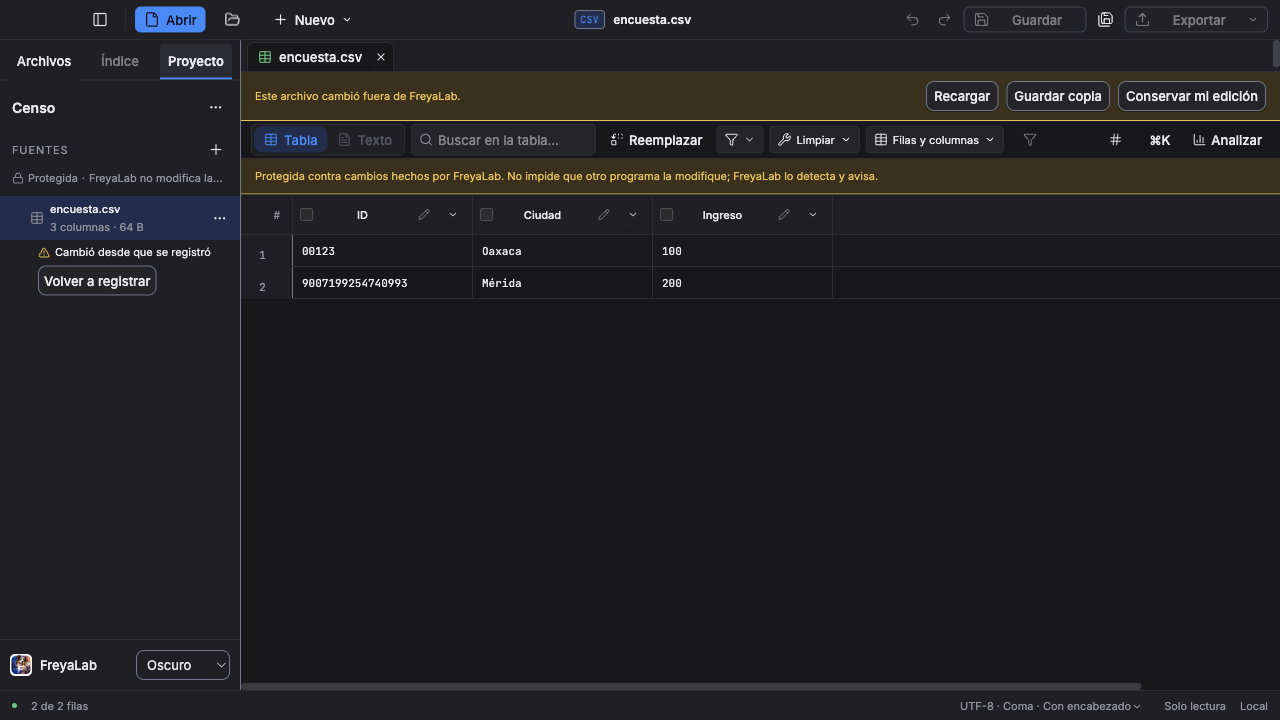 Abrir
Nuevo
CSV encuesta.csv
Guardar
Exportar
Archivos Índice Proyecto
encuesta.csv
Censo
Este archivo cambió fuera de FreyaLab.
Recargar Guardar copia Conservar mi edición
FUENTES
Tabla Texto Buscar en la tabla... Reemplazar Limpiar Filas y columnas # ⌘K Analizar
Protegida · FreyaLab no modifica la...
Protegida contra cambios hechos por FreyaLab. No impide que otro programa la modifique; FreyaLab lo detecta y avisa.
encuesta.csv
3 columnas · 64 B
Cambió desde que se registró
Volver a registrar
# ID Ciudad Ingreso
1 00123 Oaxaca 100
2 9007199254740993 Mérida 200
FreyaLab Oscuro
2 de 2 filas
UTF-8 · Coma · Con encabezado Solo lectura Local